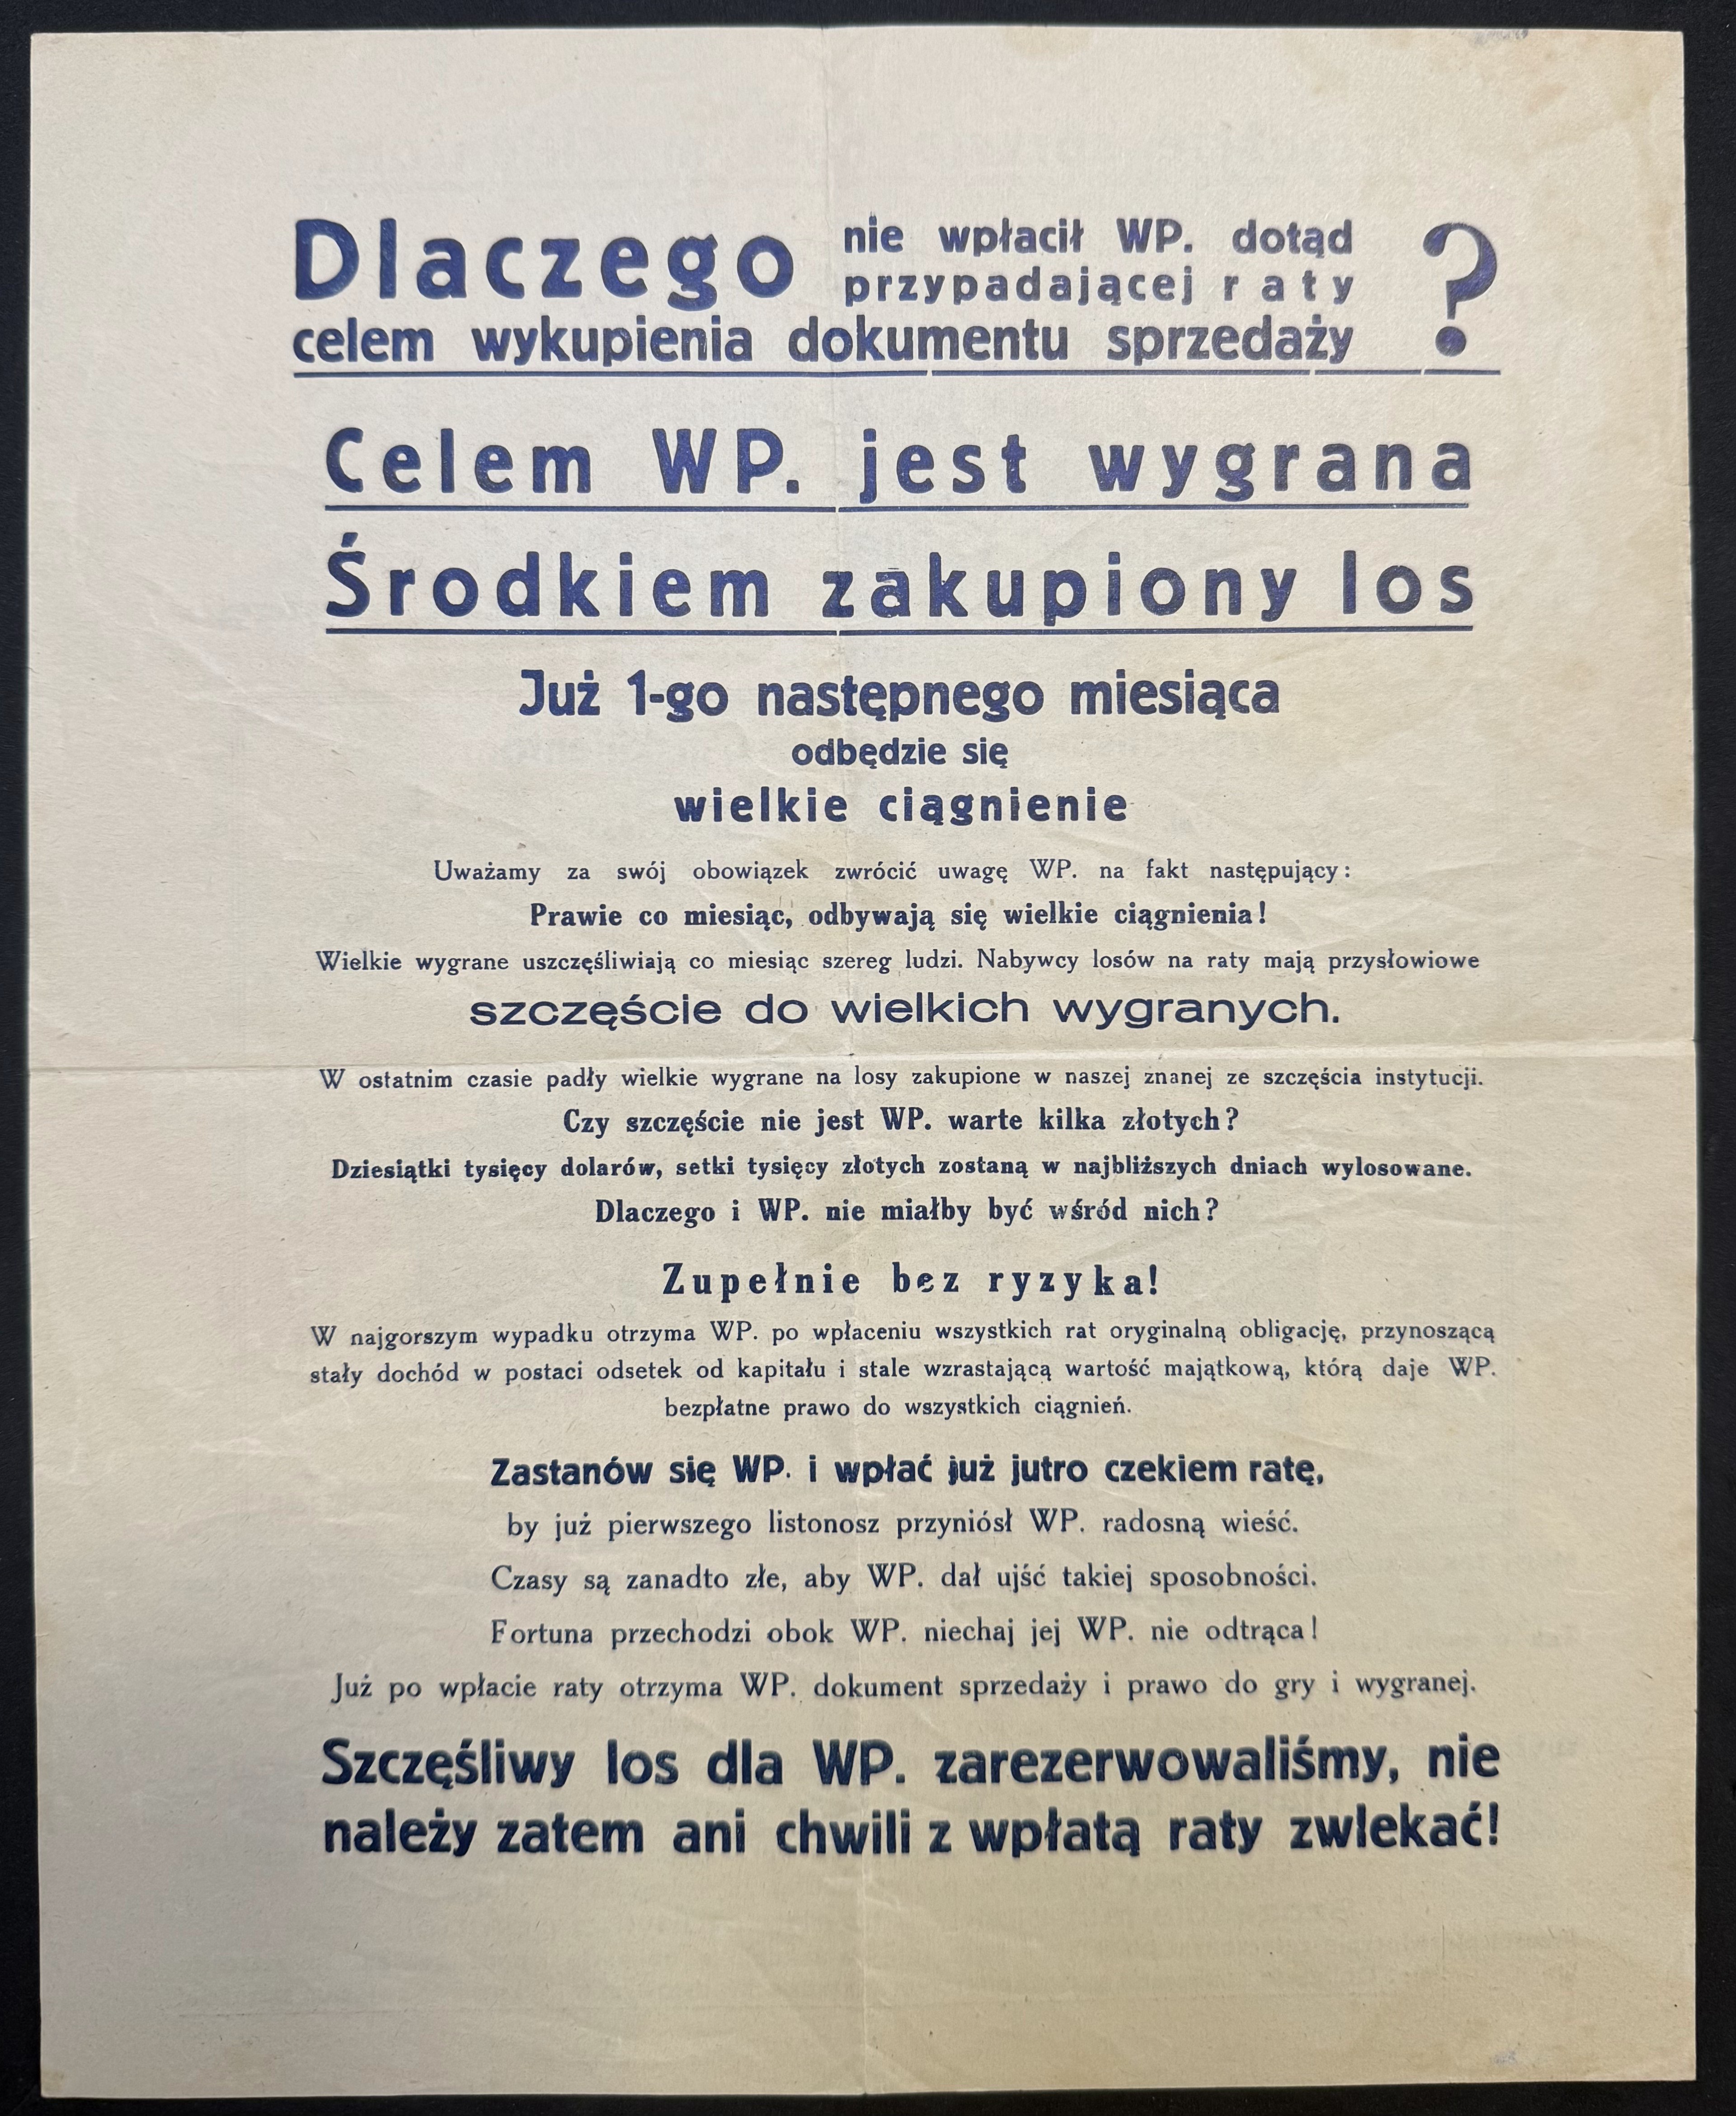 Dlaczego nie wpłacił WP. dotąd
przypadającej raty
celem wykupienia dokumentu sprzedaży ?
Celem WP. jest wygrana
Środkiem zakupiony los
Już 1-go następnego miesiąca
odbędzie się
wielkie ciągnienie
Uważamy za swój obowiązek zwrócić uwagę WP. na fakt następujący:
Prawie co miesiąc, odbywają się wielkie ciągnienia!
Wielkie wygrane uszczęśliwiają co miesiąc szereg ludzi. Nabywcy losów na raty mają przysłowiowe
szczęście do wielkich wygranych.
W ostatnim czasie padły wielkie wygrane na losy zakupione w naszej znanej ze szczęścia instytucji.
Czy szczęście nie jest WP. warte kilka złotych?
Dziesiątki tysięcy dolarów, setki tysięcy złotych zostaną w najbliższych dniach wylosowane.
Dlaczego i WP. nie miałby być wśród nich?
Zupełnie bez ryzyka!
W najgorszym wypadku otrzyma WP. po wpłaceniu wszystkich rat oryginalną obligację, przynoszącą
stały dochód w postaci odsetek od kapitału i stale wzrastającą wartość majątkową, którą daje WP.
bezpłatne prawo do wszystkich ciągnień.
Zastanów się WP. i wpłać już jutro czekiem ratę,
by już pierwszego listonosz przyniósł WP. radosną wieść.
Czasy są zanadto złe, aby WP. dał ujść takiej sposobności.
Fortuna przechodzi obok WP. niechaj jej WP. nie odtrąca!
Już po wpłacie raty otrzyma WP. dokument sprzedaży i prawo do gry i wygranej.
Szczęśliwy los dla WP. zarezerwowaliśmy, nie
należy zatem ani chwili z wpłatą raty zwlekać!